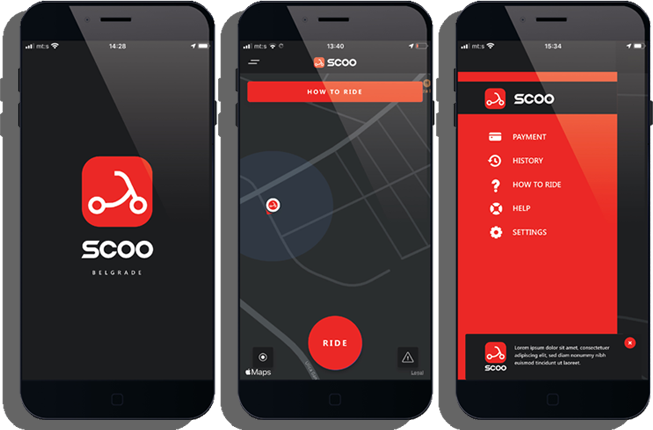 mt:s
14:28
SCOO
BELGRADE
mt:s
13:40
SCOO
HOW TO RIDE
RIDE
Maps
Legal
mt:s
15:34
SCOO
PAYMENT
HISTORY
HOW TO RIDE
HELP
SETTINGS
Lorem ipsum dolor sit amet, consectetuer
adipiscing elit, sed diam nonummy nibh
euismod tincidunt ut laoreet.
SCOO